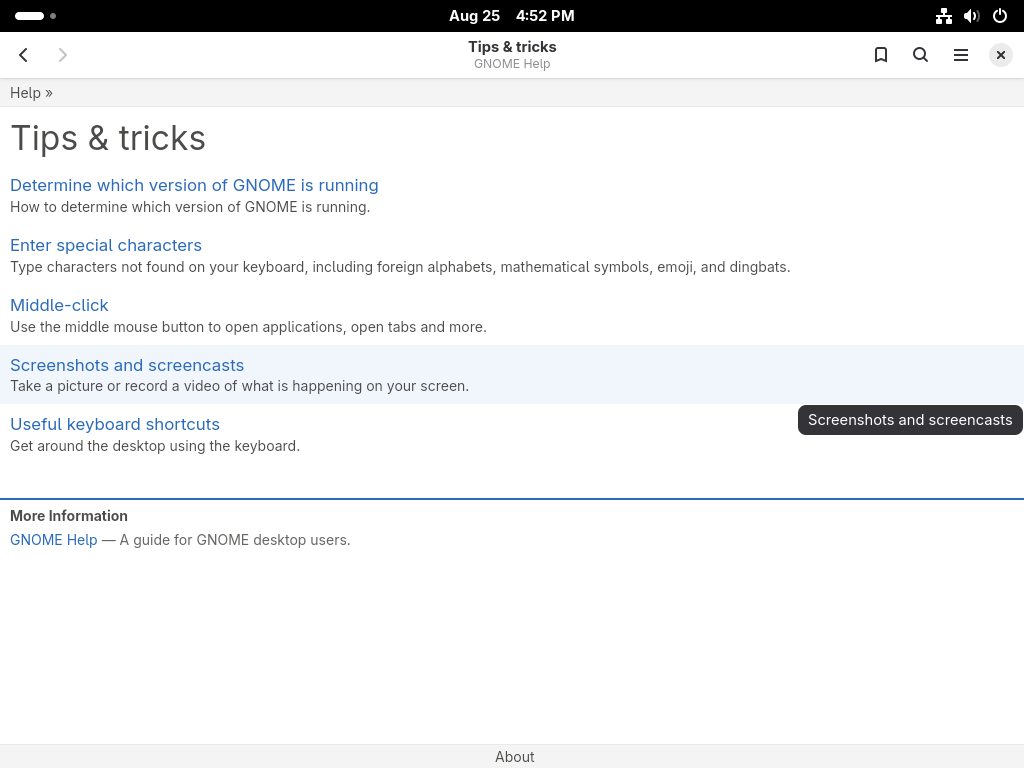 Aug 25 4:52 PM
Tips & tricks
GNOME Help
Help »
Tips & tricks
Determine which version of GNOME is running
How to determine which version of GNOME is running.
Enter special characters
Type characters not found on your keyboard, including foreign alphabets, mathematical symbols, emoji, and dingbats.
Middle-click
Use the middle mouse button to open applications, open tabs and more.
Screenshots and screencasts
Take a picture or record a video of what is happening on your screen.
Useful keyboard shortcuts
Screenshots and screencasts
Get around the desktop using the keyboard.
More Information
GNOME Help — A guide for GNOME desktop users.
About